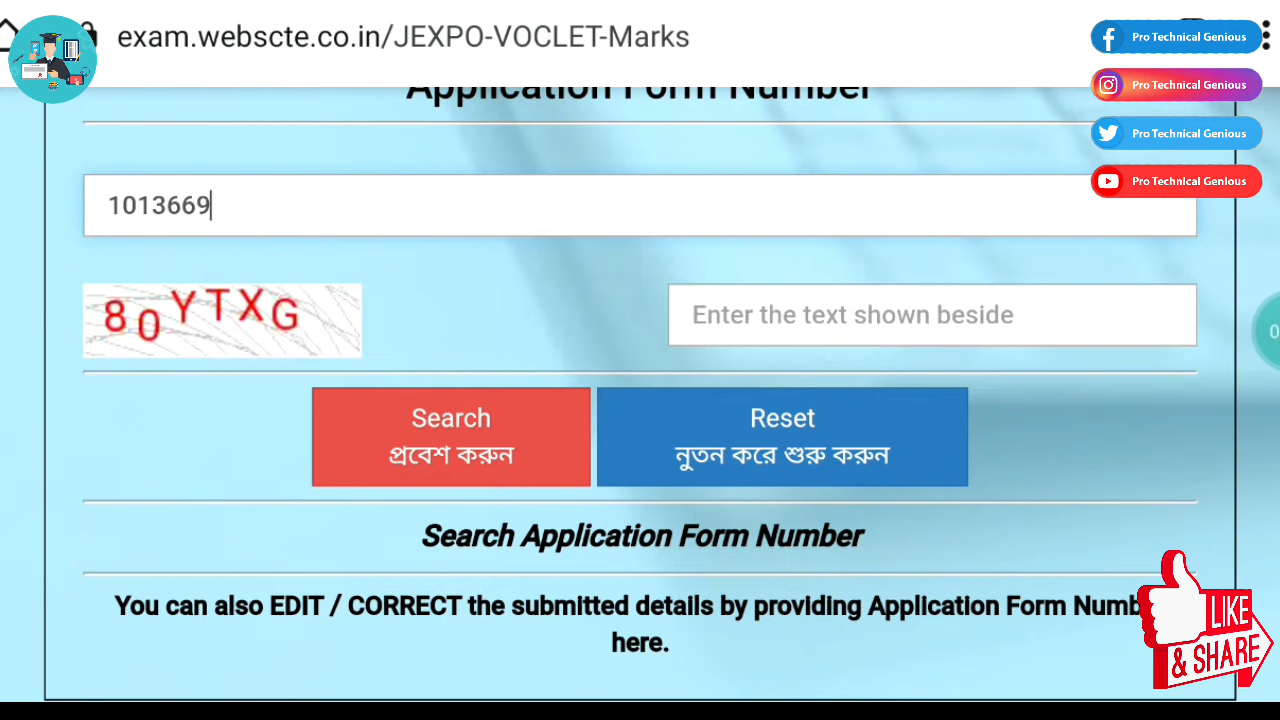 exam.webscte.co.in/JEXPO-VOCLET-Marks
Pro Technical Genious
Pro Technical Genious
Pro Technical Genious
Pro Technical Genious
Application Form Number
1013669
80YTXG
Enter the text shown beside
Search
প্রবেশ করুন
Reset
নুতন করে শুরু করুন
Search Application Form Number
You can also EDIT / CORRECT the submitted details by providing Application Form Numb
here.
LIKE
& SHARE
0